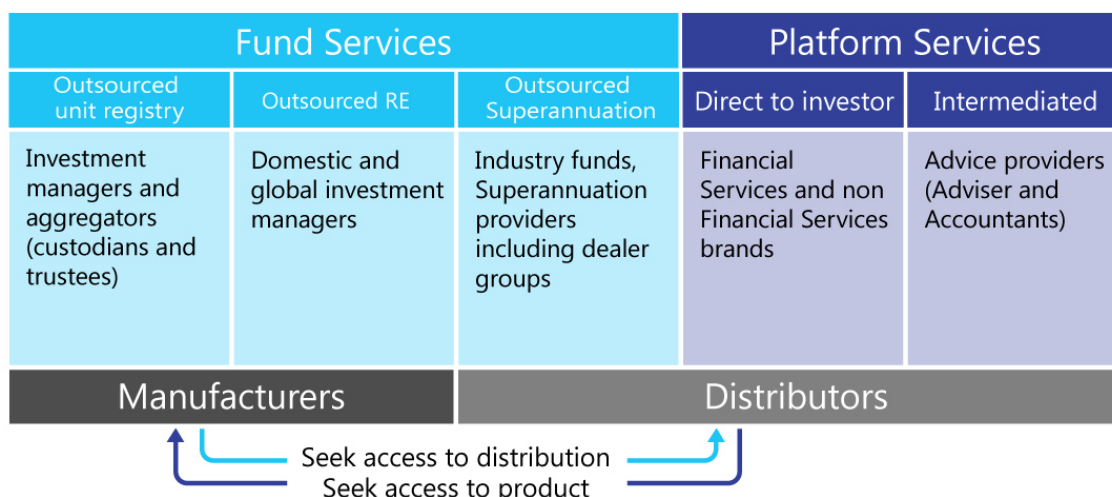 Fund Services
Platform Services
Outsourced
unit registry
Outsourced RE
Outsourced
Superannuation
Direct to investor
Intermediated
Investment
managers and
aggregators
(custodians and
trustees)
Domestic and
global investment
managers
Industry funds,
Superannuation
providers
including dealer
groups
Financial
Services and non
Financial Services
brands
Advice providers
(Adviser and
Accountants)
Manufacturers
Distributors
Seek access to distribution
Seek access to product